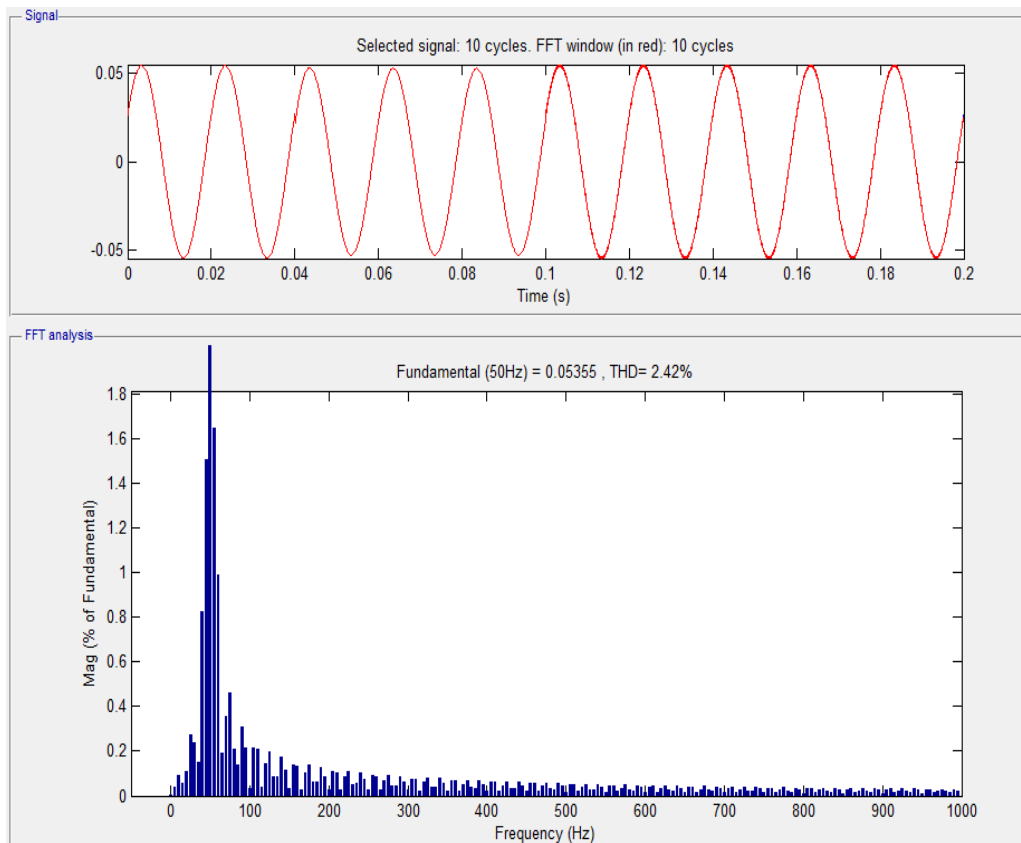 Signal
Selected signal: 10 cycles. FFT window (in red): 10 cycles
0.05
0
-0.05
0 0.02 0.04 0.06 0.08 0.1 0.12 0.14 0.16 0.18 0.2
Time (s)
FFT analysis
Fundamental (50Hz) = 0.05355 , THD= 2.42%
Mag (% of Fundamental)
1.8
1.6
1.4
1.2
1
0.8
0.6
0.4
0.2
0
0 100 200 300 400 500 600 700 800 900 1000
Frequency (Hz)